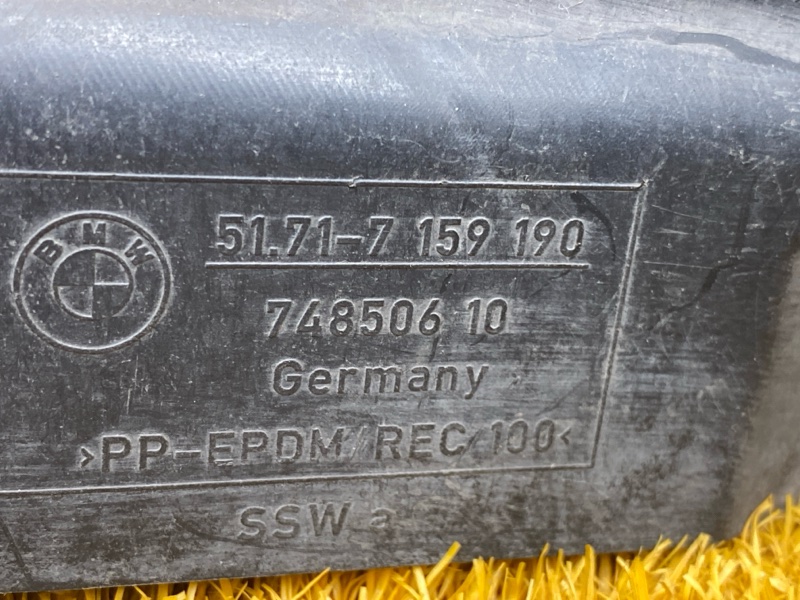 BMW
51.71-7 159 190
748506 10
Germany
>PP-EPDM/REC 100<
SSW a